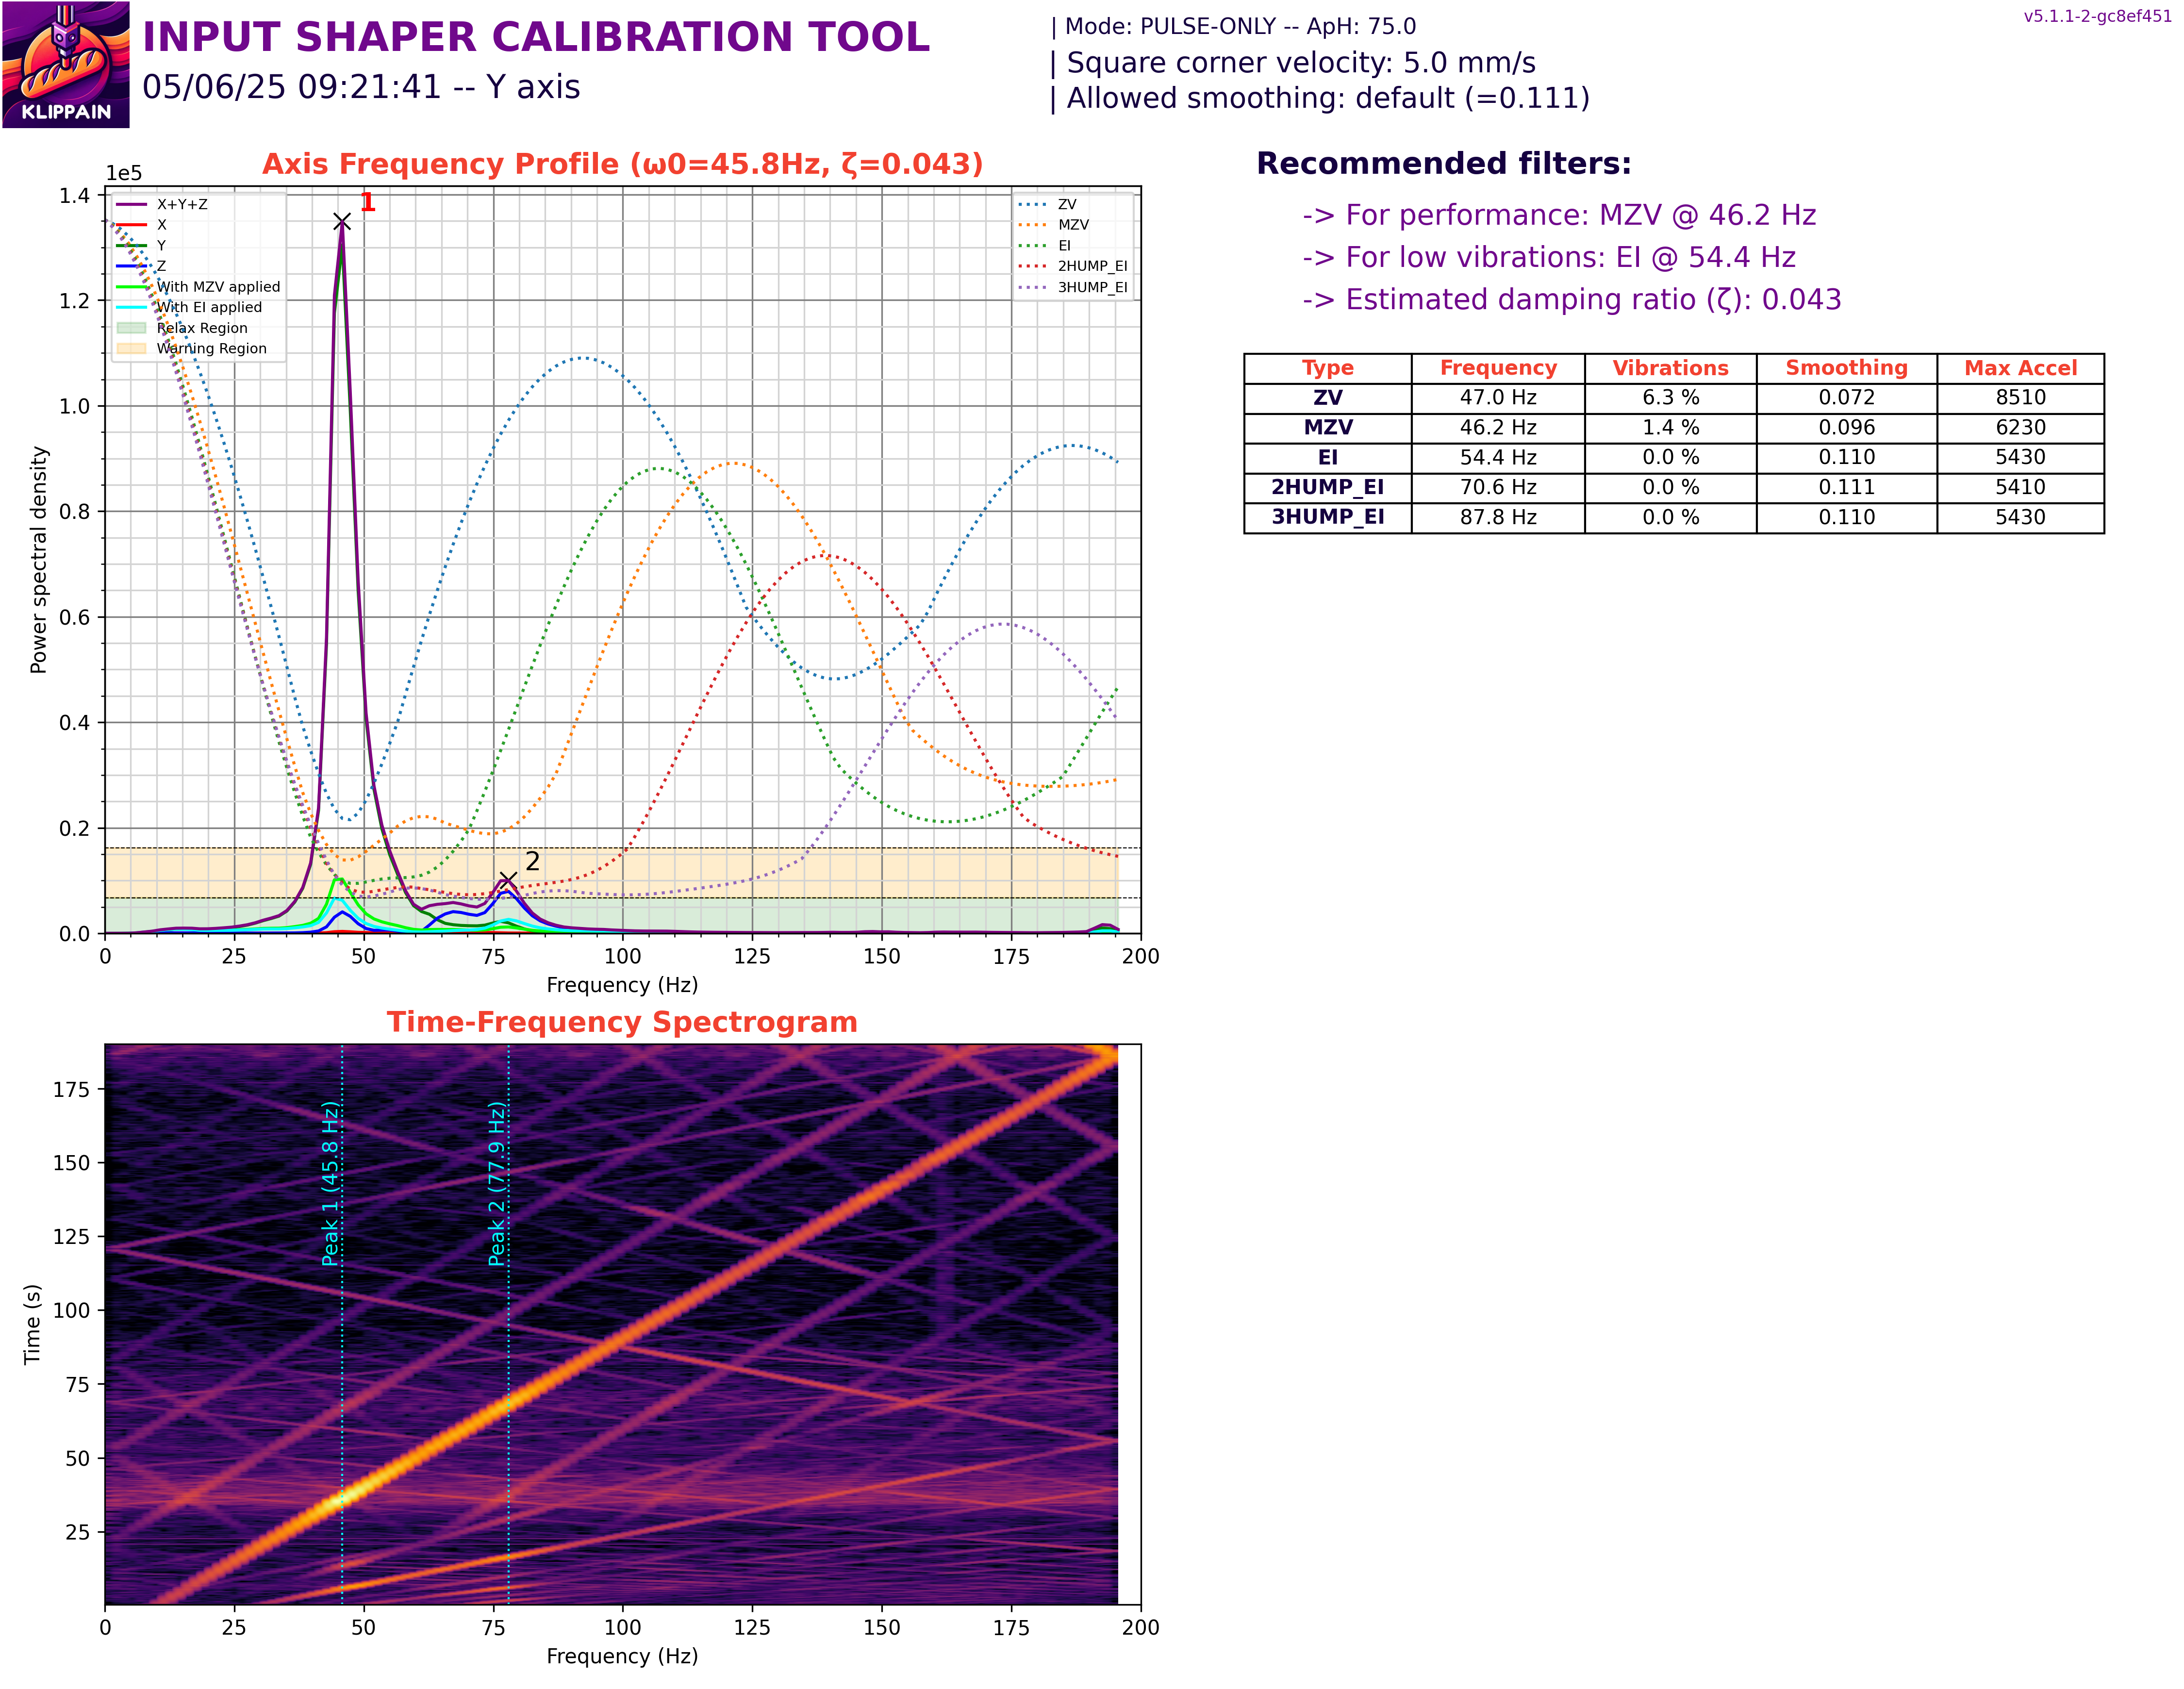 KLIPPAIN
INPUT SHAPER CALIBRATION TOOL
05/06/25 09:21:41 -- Y axis
| Mode: PULSE-ONLY -- ApH: 75.0
| Square corner velocity: 5.0 mm/s
| Allowed smoothing: default (=0.111)
v5.1.1-2-gc8ef451
Axis Frequency Profile (ω0=45.8Hz, ζ=0.043)
1e5
1.4
1.2
1.0
0.8
0.6
0.4
0.2
0.0
Power spectral density
X+Y+Z
X
Y
Z
With MZV applied
With EI applied
Relax Region
Warning Region
1
2
ZV
MZV
EI
2HUMP_EI
3HUMP_EI
0 25 50 75 100 125 150 175 200
Frequency (Hz)
Recommended filters:
-> For performance: MZV @ 46.2 Hz
-> For low vibrations: EI @ 54.4 Hz
-> Estimated damping ratio (ζ): 0.043
Type Frequency Vibrations Smoothing Max Accel
ZV 47.0 Hz 6.3 % 0.072 8510
MZV 46.2 Hz 1.4 % 0.096 6230
EI 54.4 Hz 0.0 % 0.110 5430
2HUMP_EI 70.6 Hz 0.0 % 0.111 5410
3HUMP_EI 87.8 Hz 0.0 % 0.110 5430
Time-Frequency Spectrogram
175
150
125
100
75
50
25
Time (s)
Peak 1 (45.8 Hz)
Peak 2 (77.9 Hz)
0 25 50 75 100 125 150 175 200
Frequency (Hz)